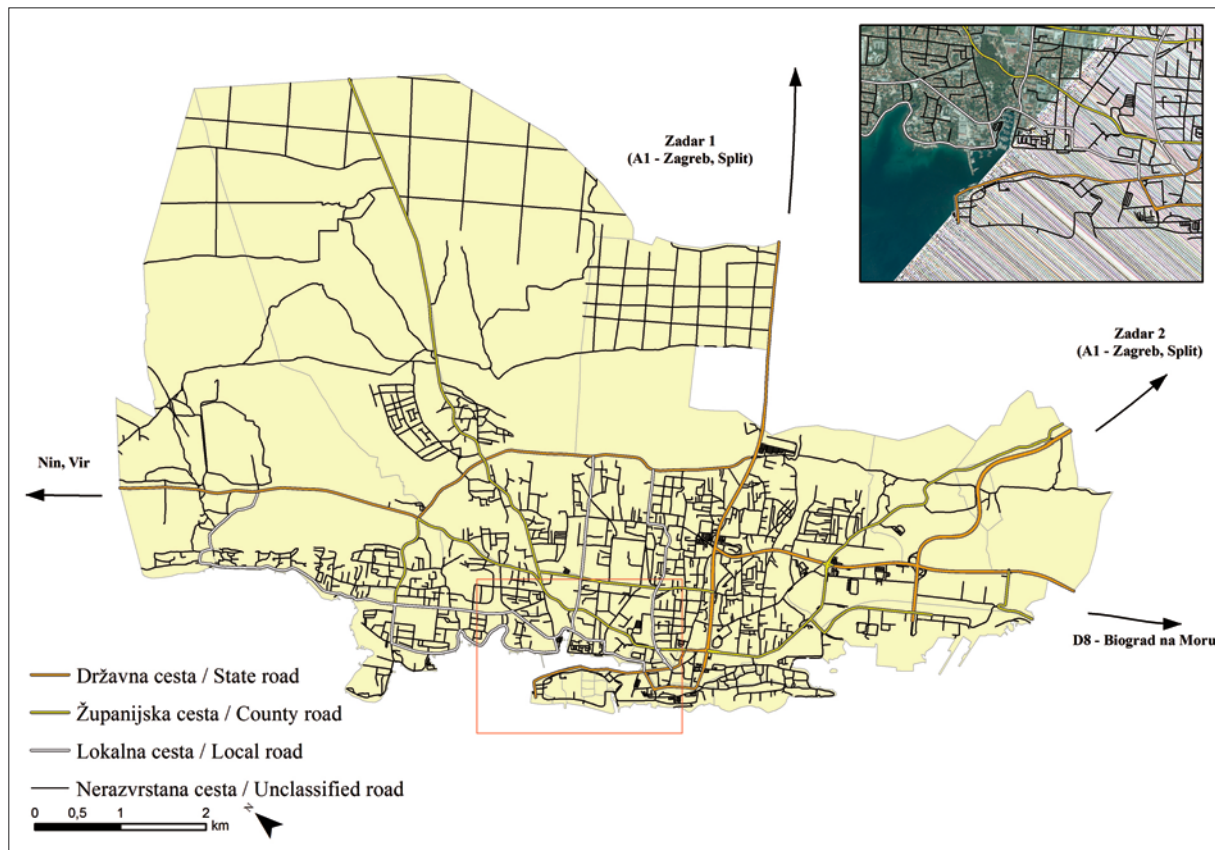 Zadar 1
(A1 - Zagreb, Split)
Zadar 2
(A1 - Zagreb, Split)
Nin, Vir
D8 - Biograd na Moru
Državna cesta / State road
Županijska cesta / County road
Lokalna cesta / Local road
Nerazvrstana cesta / Unclassified road
0 0,5 1 2
km
N